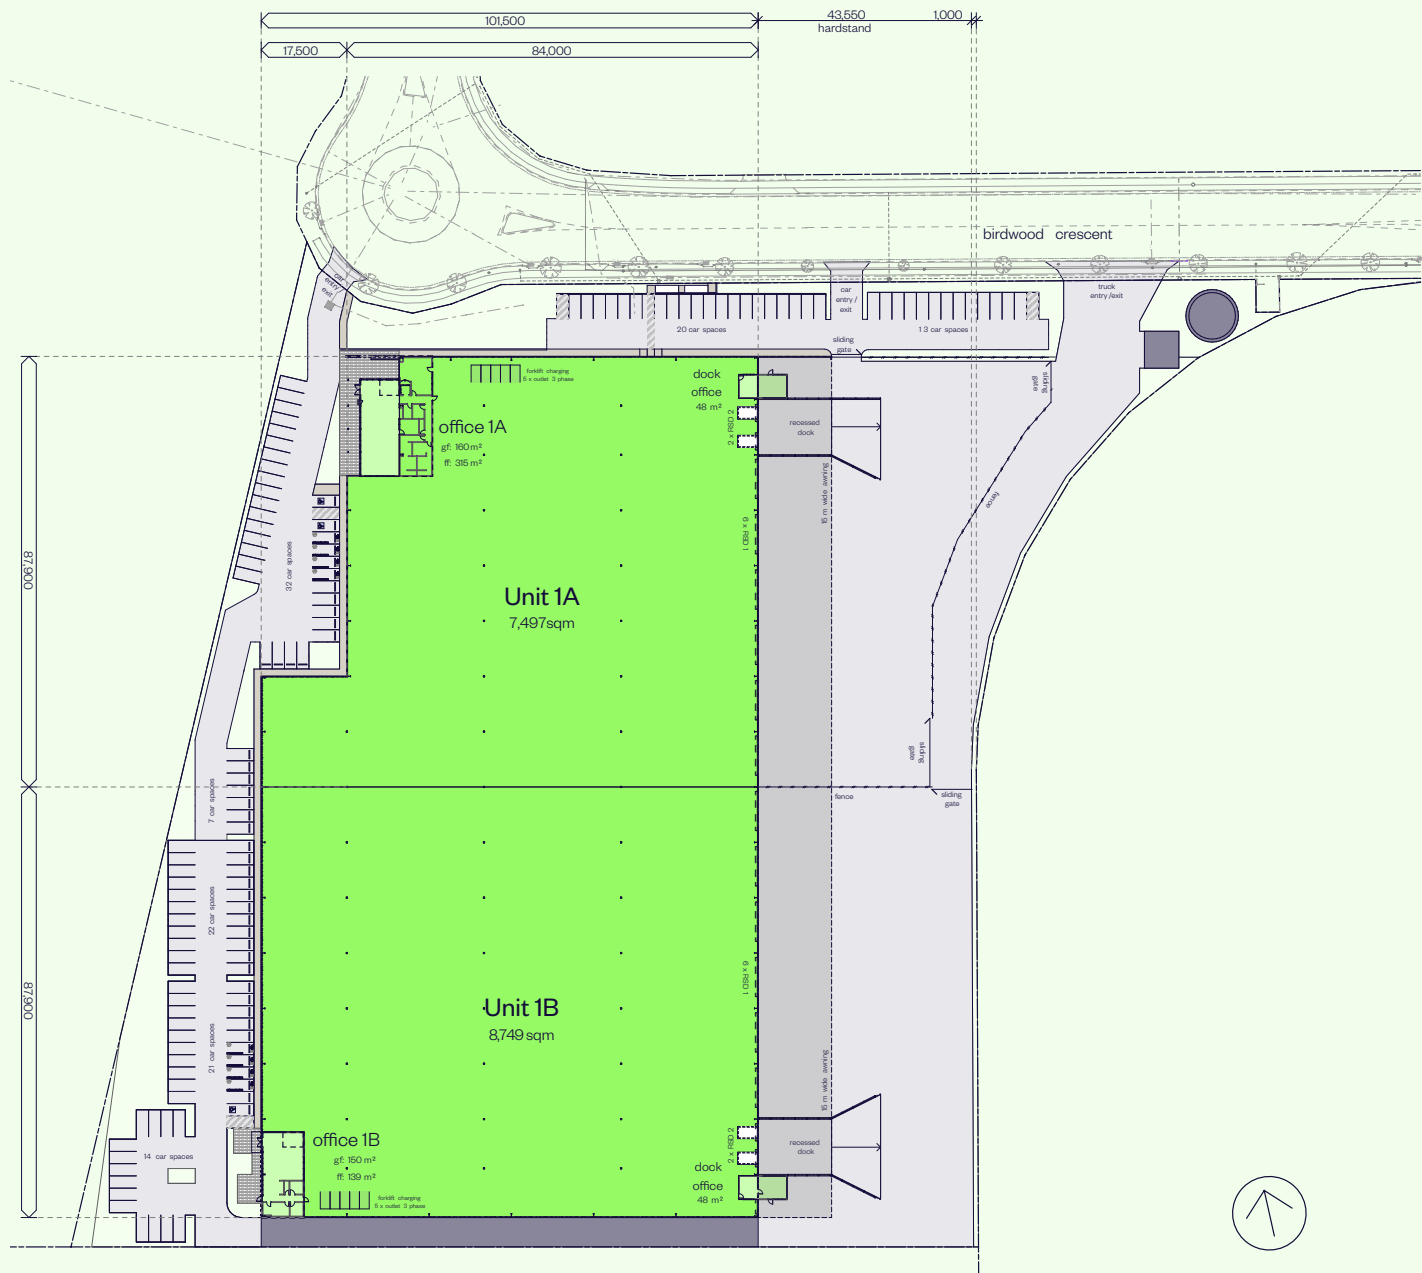 101,500
43,550
1,000
hardstand
17,500
84,000
birdwood crescent
car
entry/
exit
car
entry /
exit
truck
entry/exit
20 car spaces
13 car spaces
sliding
gate
sliding
gate
forklift charging
5 x outlet 3 phase
dock
office
48 m²
2 x RSD 2
recessed
dock
office 1A
gf: 160m²
ff: 315m²
15 m wide awning
6 x RSD 1
fence
87,900
32 car spaces
Unit 1A
7,497sqm
sliding
gate
7 car spaces
fence
sliding
gate
22 car spaces
6 x RSD 1
87,900
Unit 1B
8,749 sqm
21 car spaces
15 m wide awning
14 car spaces
office 1B
gf: 150 m²
ff: 139 m²
forklift charging
5 x outlet 3 phase
2 x RSD 2
recessed
dock
dock
office
48 m²